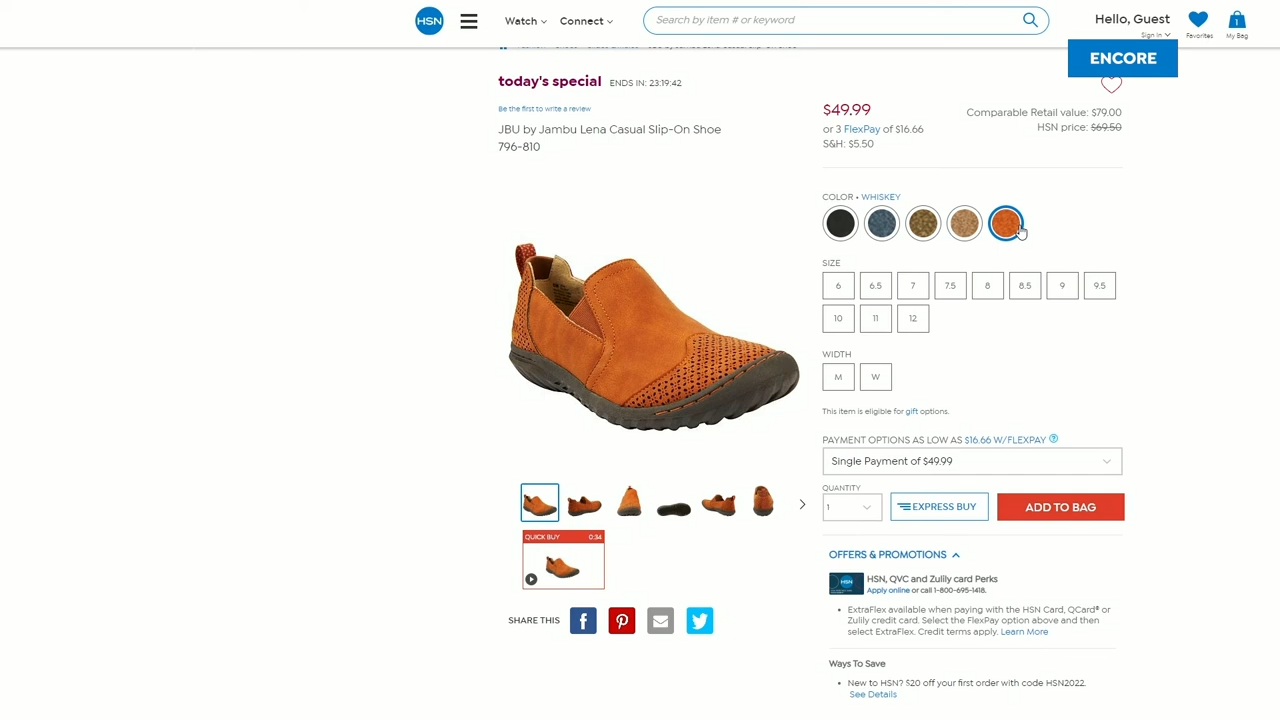 HSN
Watch
Connect
Search by item # or keyword
Hello, Guest
Sign in
Favorites
1
My Bag
ENCORE
today's special ENDS IN: 23:19:42
Be the first to write a review
JBU by Jambu Lena Casual Slip-On Shoe
796-810
$49.99
or 3 FlexPay of $16.66
S&H: $5.50
Comparable Retail value: $79.00
HSN price: $69.50
COLOR • WHISKEY
SIZE
6 6.5 7 7.5 8 8.5 9 9.5
10 11 12
WIDTH
M W
This item is eligible for gift options.
PAYMENT OPTIONS AS LOW AS $16.66 W/FLEXPAY ?
Single Payment of $49.99
QUANTITY
1
EXPRESS BUY
ADD TO BAG
QUICK BUY 0:34
SHARE THIS
OFFERS & PROMOTIONS
HSN
HSN, QVC and Zulily card Perks
Apply online or call 1-800-695-1418.
• ExtraFlex available when paying with the HSN Card, QCard® or
Zulily credit card. Select the FlexPay option above and then
select ExtraFlex. Credit terms apply. Learn More
Ways To Save
• New to HSN? $20 off your first order with code HSN2022.
See Details